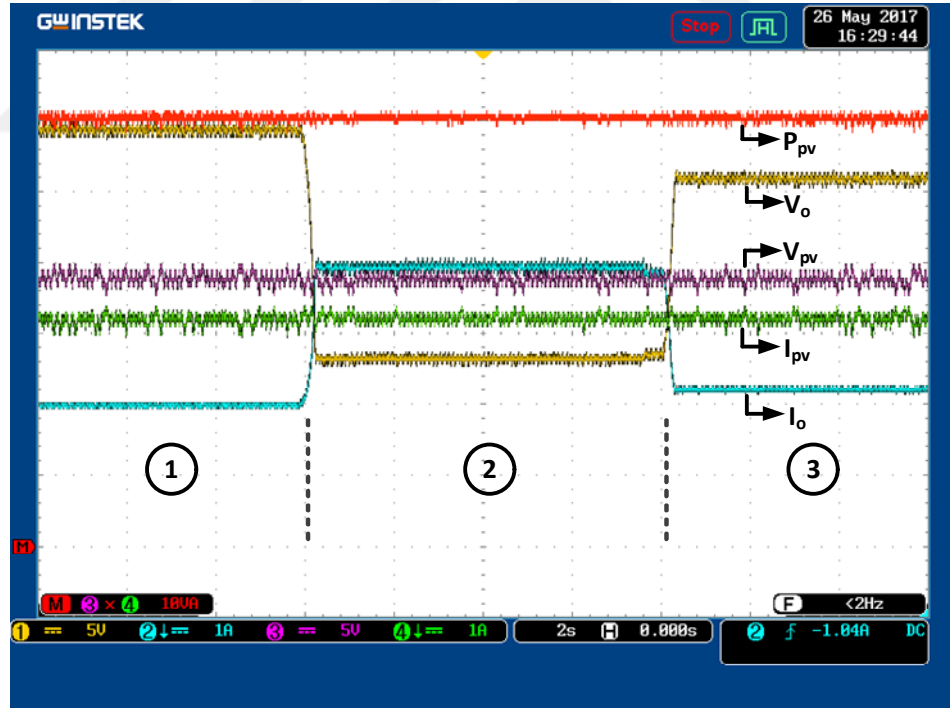 GWINSTEK
Stop
26 May 2017
16:29:44
Ppv
Vo
Vpv
Ipv
Io
1 2 3
M
M 3 × 4 10VA
F <2Hz
1 5V 2 1A 3 5V 4 1A 2s H 0.000s 2 -1.04A DC